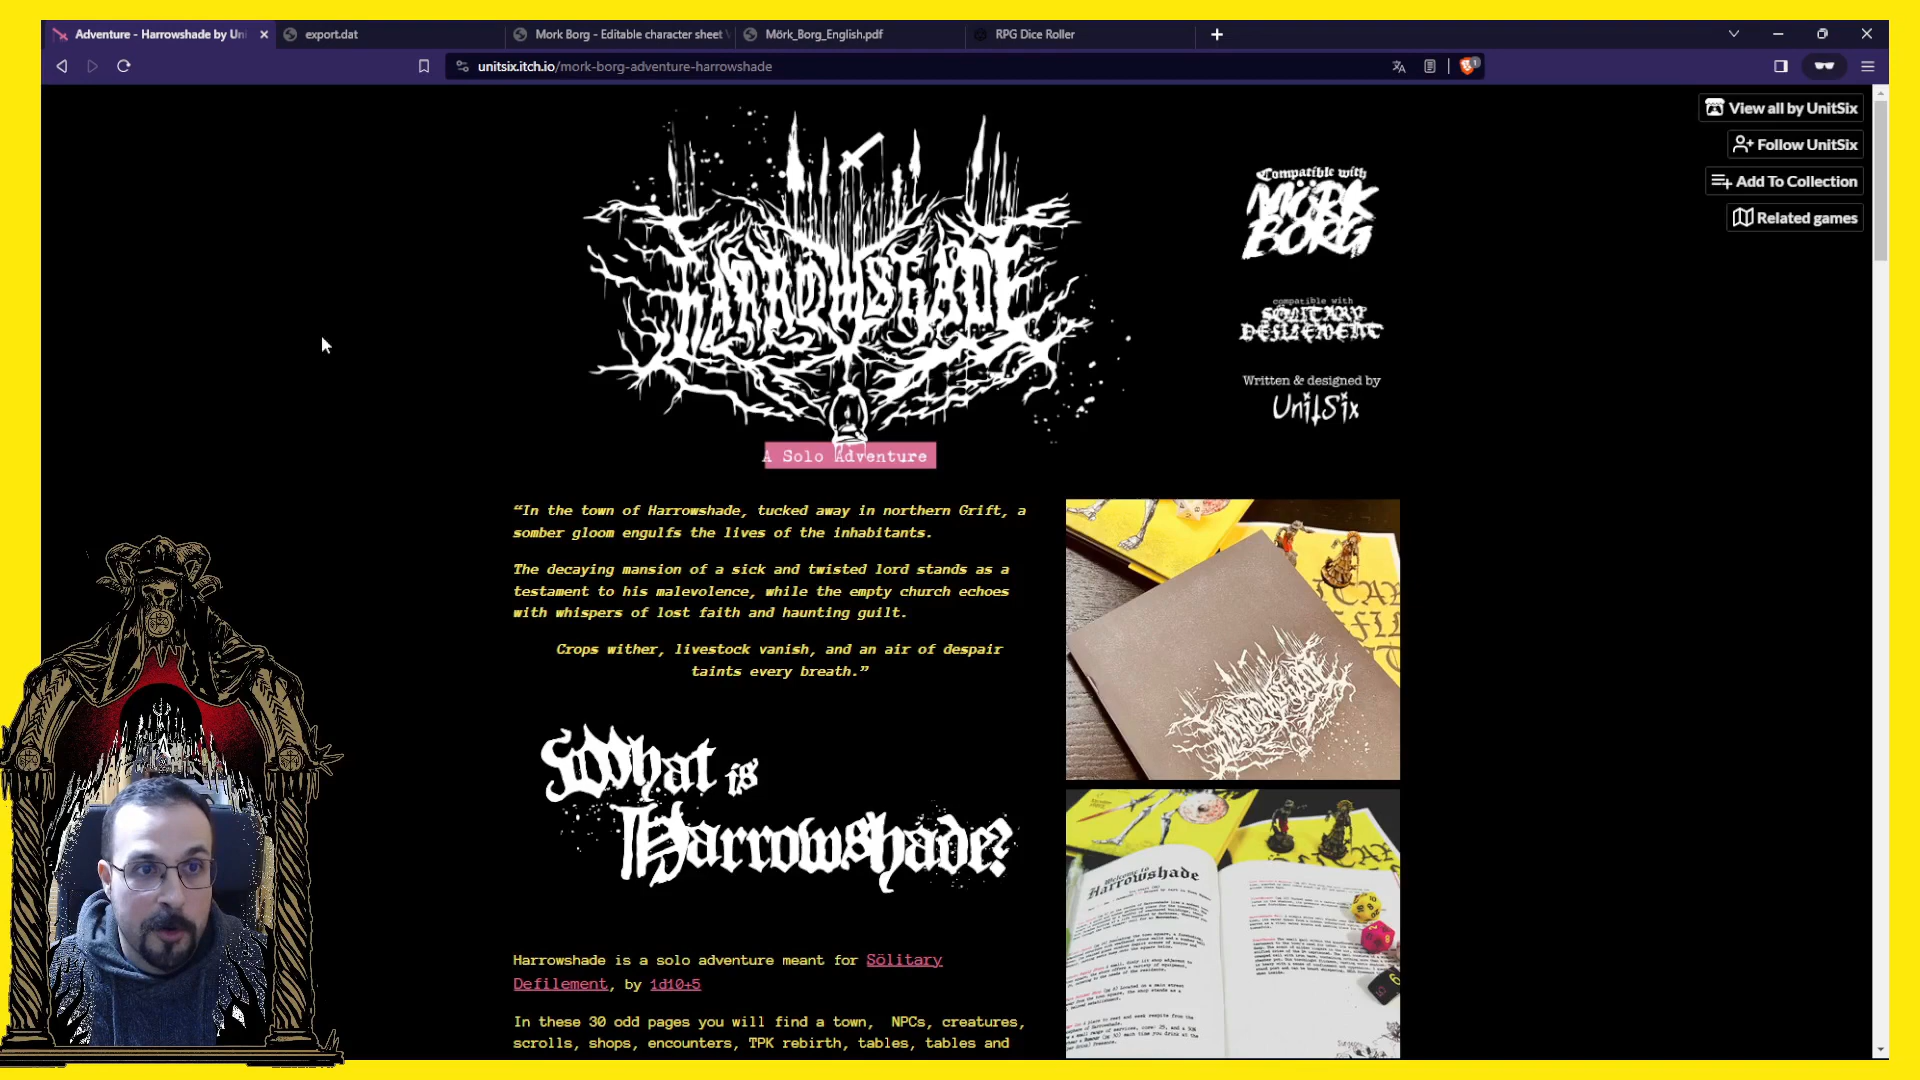 Adventure - Harrowshade by Uni
export.dat
Mork Borg - Editable character sheet
Mörk_Borg_English.pdf
RPG Dice Roller
unitsix.itch.io/mork-borg-adventure-harrowshade
1
View all by UnitSix
Follow UnitSix
Add To Collection
Related games
HARROWSHADE
A Solo Adventure
Compatible with
MÖRK
BORG
compatible with
SÖLITARY
DEFILEMENT
Written & designed by
UnitSix
“In the town of Harrowshade, tucked away in northern Grift, a
somber gloom engulfs the lives of the inhabitants.
The decaying mansion of a sick and twisted lord stands as a
testament to his malevolence, while the empty church echoes
with whispers of lost faith and haunting guilt.
Crops wither, livestock vanish, and an air of despair
taints every breath.”
What is
Harrowshade?
Harrowshade is a solo adventure meant for Sölitary
Defilement, by 1d10+5
In these 30 odd pages you will find a town, NPCs, creatures,
scrolls, shops, encounters, TPK rebirth, tables, tables and
Welcome to
Harrowshade